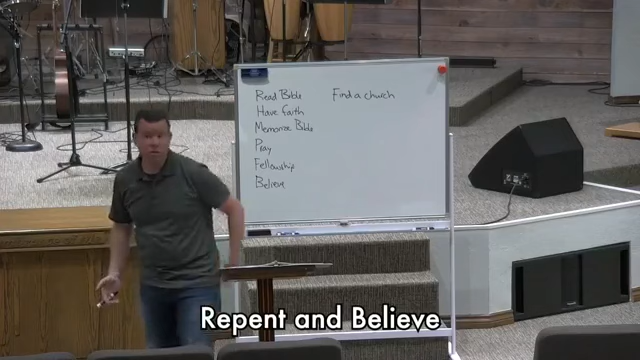 Read Bible
Have faith
Memorize Bible
Pray
Fellowship
Believe
Find a church
Repent and Believe